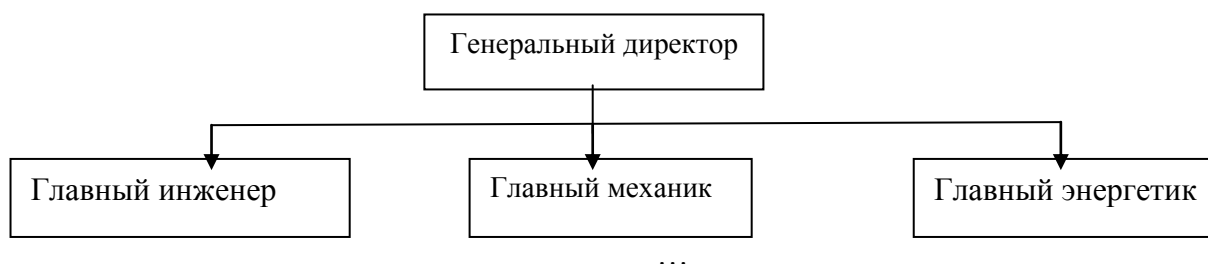 Генеральный директор
Главный инженер
Главный механик
Главный энергетик
...